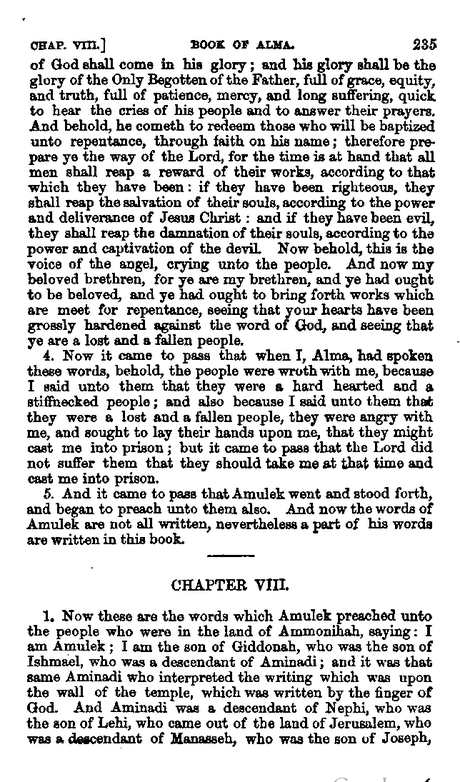 CHAP. VIII.] BOOK OF ALMA. 235
of God shall come in his glory; and his glory shall be the
glory of the Only Begotten of the Father, full of grace, equity,
and truth, full of patience, mercy, and long suffering, quick
to hear the cries of his people and to answer their prayers.
And behold, he cometh to redeem those who will be baptized
unto repentance, through faith on his name; therefore pre-
pare ye the way of the Lord, for the time is at hand that all
men shall reap a reward of their works, according to that
which they have been: if they have been righteous, they
shall reap the salvation of their souls, according to the power
and deliverance of Jesus Christ: and if they have been evil,
they shall reap the damnation of their souls, according to the
power and captivation of the devil. Now behold, this is the
voice of the angel, crying unto the people. And now my
beloved brethren, for ye are my brethren, and ye had ought
to be beloved, and ye had ought to bring forth works which
are meet for repentance, seeing that your hearts have been
grossly hardened against the word of God, and seeing that
ye are a lost and a fallen people.
4. Now it came to pass that when I, Alma, had spoken
these words, behold, the people were wroth with me, because
I said unto them that they were a hard hearted and a
stiffnecked people; and also because I said unto them that
they were a lost and a fallen people, they were angry with
me, and sought to lay their hands upon me, that they might
cast me into prison; but it came to pass that the Lord did
not suffer them that they should take me at that time and
cast me into prison.
5. And it came to pass that Amulek went and stood forth,
and began to preach unto them also. And now the words of
Amulek are not all written, nevertheless a part of his words
are written in this book.
CHAPTER VIII.
1. Now these are the words which Amulek preached unto
the people who were in the land of Ammonihah, saying: I
am Amulek; I am the son of Giddonah, who was the son of
Ishmael, who was a descendant of Aminadi; and it was that
same Aminadi who interpreted the writing which was upon
the wall of the temple, which was written by the finger of
God. And Aminadi was a descendant of Nephi, who was
the son of Lehi, who came out of the land of Jerusalem, who
was a descendant of Manasseh, who was the son of Joseph,